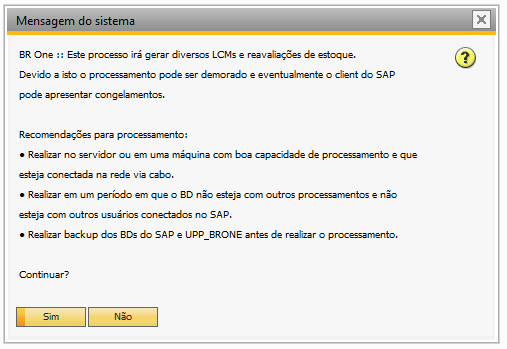 Mensagem do sistema
BR One :: Este processo irá gerar diversos LCMs e reavaliações de estoque.
Devido a isto o processamento pode ser demorado e eventualmente o client do SAP
pode apresentar congelamentos.
Recomendações para processamento:
● Realizar no servidor ou em uma máquina com boa capacidade de processamento e que
esteja conectada na rede via cabo.
● Realizar em um período em que o BD não esteja com outros processamentos e não
esteja com outros usuários conectados no SAP.
● Realizar backup dos BDs do SAP e UPP_BRONE antes de realizar o processamento.
Continuar?
Sim
Não